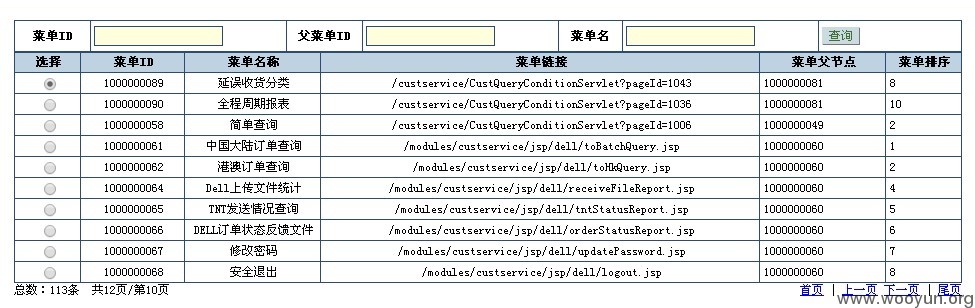 菜单ID 父菜单ID 菜单名 查询
选择 菜单ID 菜单名称 菜单链接 菜单父节点 菜单排序
1000000089 延误收货分类 /custservice/CustQueryConditionServlet?pageId=1043 1000000081 8
1000000090 全程周期报表 /custservice/CustQueryConditionServlet?pageId=1036 1000000081 10
1000000058 简单查询 /custservice/CustQueryConditionServlet?pageId=1006 1000000049 2
1000000061 中国大陆订单查询 /modules/custservice/jsp/dell/toBatchQuery.jsp 1000000060 1
1000000062 港澳订单查询 /modules/custservice/jsp/dell/toHkQuery.jsp 1000000060 2
1000000064 Dell上传文件统计 /modules/custservice/jsp/dell/receiveFileReport.jsp 1000000060 4
1000000065 TNT发送情况查询 /modules/custservice/jsp/dell/tntStatusReport.jsp 1000000060 5
1000000066 DELL订单状态反馈文件 /modules/custservice/jsp/dell/orderStatusReport.jsp 1000000060 6
1000000067 修改密码 /modules/custservice/jsp/dell/updatePassword.jsp 1000000060 7
1000000068 安全退出 /modules/custservice/jsp/dell/logout.jsp 1000000060 8
总数：113条 共12页/第10页 首页 | 上一页 下一页 | 尾页
www.wooyun.org